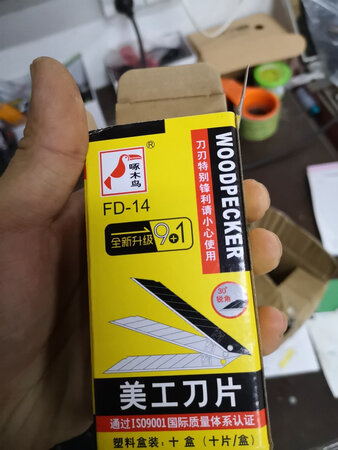 啄木鸟
®
FD-14
全新升级 9+1
WOODPECKER
刀刃特别锋利请小心使用
30°
锐角
美工刀片
通过ISO9001国际质量体系认证
塑料盒装：十盒（十片/盒）